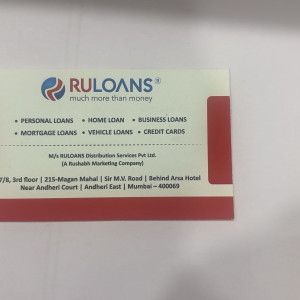 RULOANS®
much more than money
• PERSONAL LOANS • HOME LOAN • BUSINESS LOANS
• MORTGAGE LOANS • VEHICLE LOANS • CREDIT CARDS
M/s RULOANS Distribution Services Pvt Ltd.
(A Rushabh Marketing Company)
7/B, 3rd floor | 215-Magan Mahal | Sir M.V. Road | Behind Arsa Hotel
Near Andheri Court | Andheri East | Mumbai – 400069